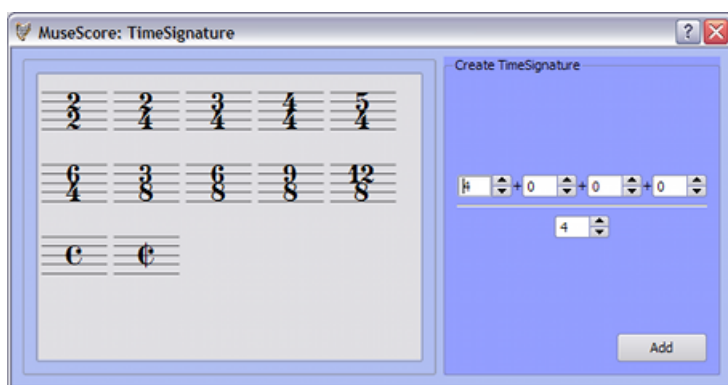 MuseScore: TimeSignature
Create TimeSignature
2 2 3 4 5
2 4 4 4 4
6 3 6 9 12
4 8 8 8 8
4 + 0 + 0 + 0
4
Add